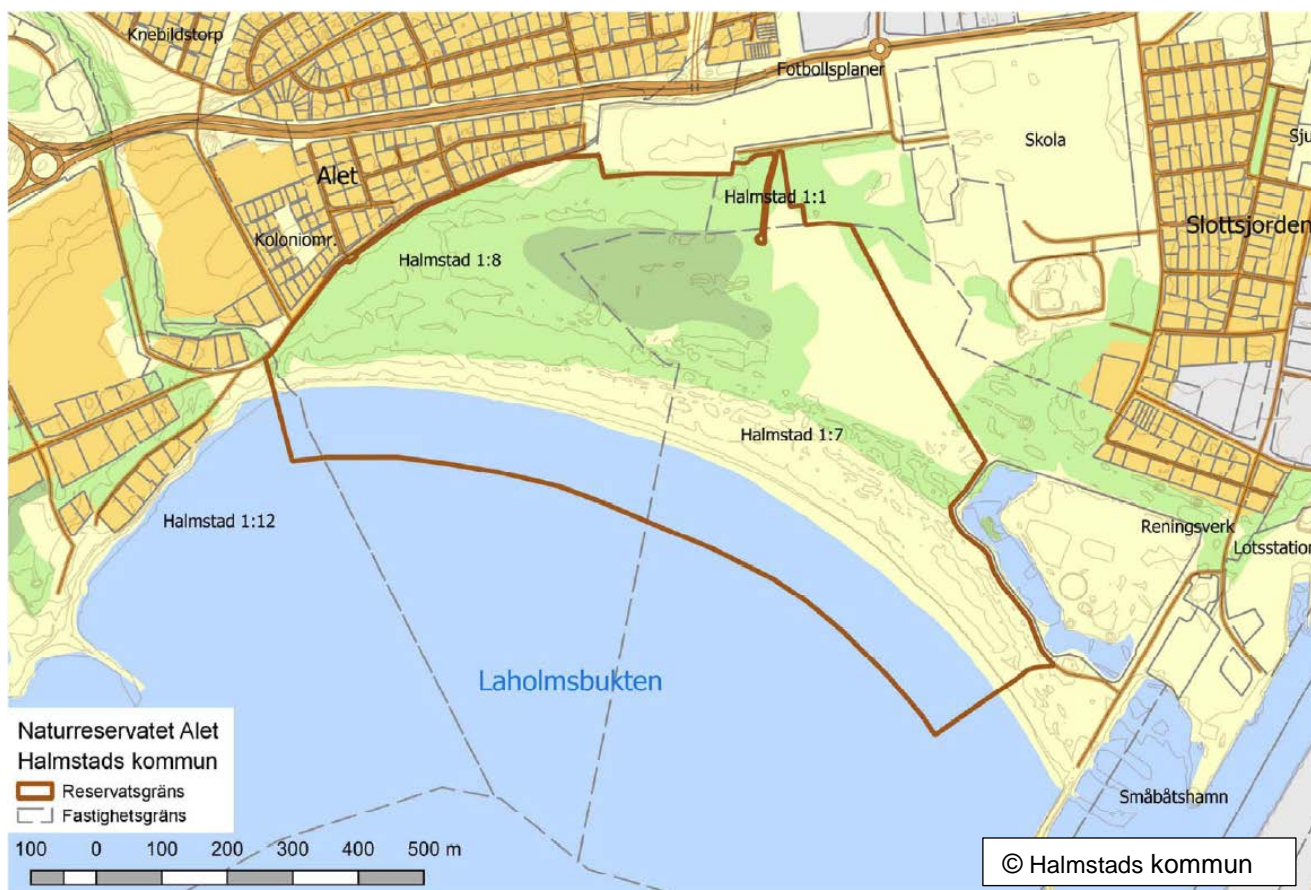 Knebildstorp
Fotbollsplaner
Skola
Sju
Alet
Halmstad 1:1
Slottsjorden
Koloniomr.
Halmstad 1:8
Halmstad 1:7
Halmstad 1:12
Reningsverk
Lotsstation
Laholmsbukten
Småbåtshamn
Naturreservatet Alet
Halmstads kommun
Reservatsgräns
Fastighetsgräns
100 0 100 200 300 400 500 m
© Halmstads kommun